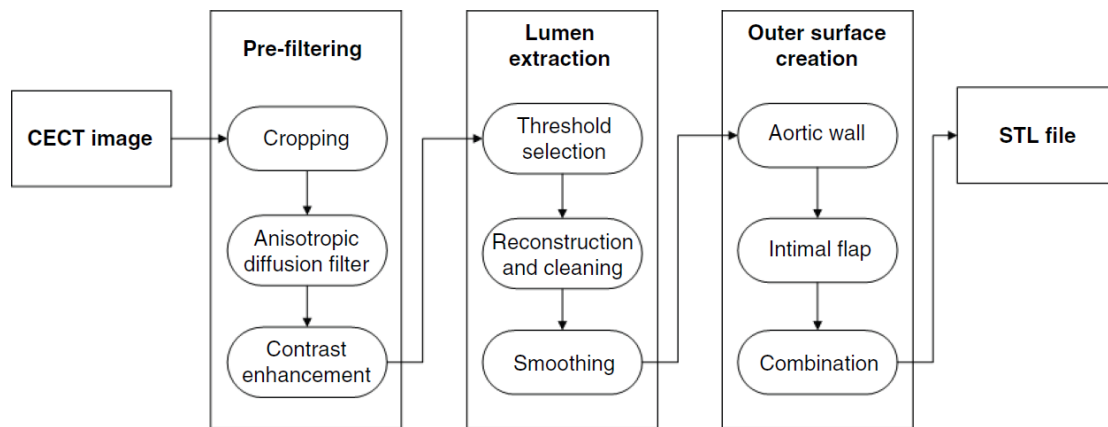 CECT image
Pre-filtering
Cropping
Anisotropic
diffusion filter
Contrast
enhancement
Lumen
extraction
Threshold
selection
Reconstruction
and cleaning
Smoothing
Outer surface
creation
Aortic wall
Intimal flap
Combination
STL file